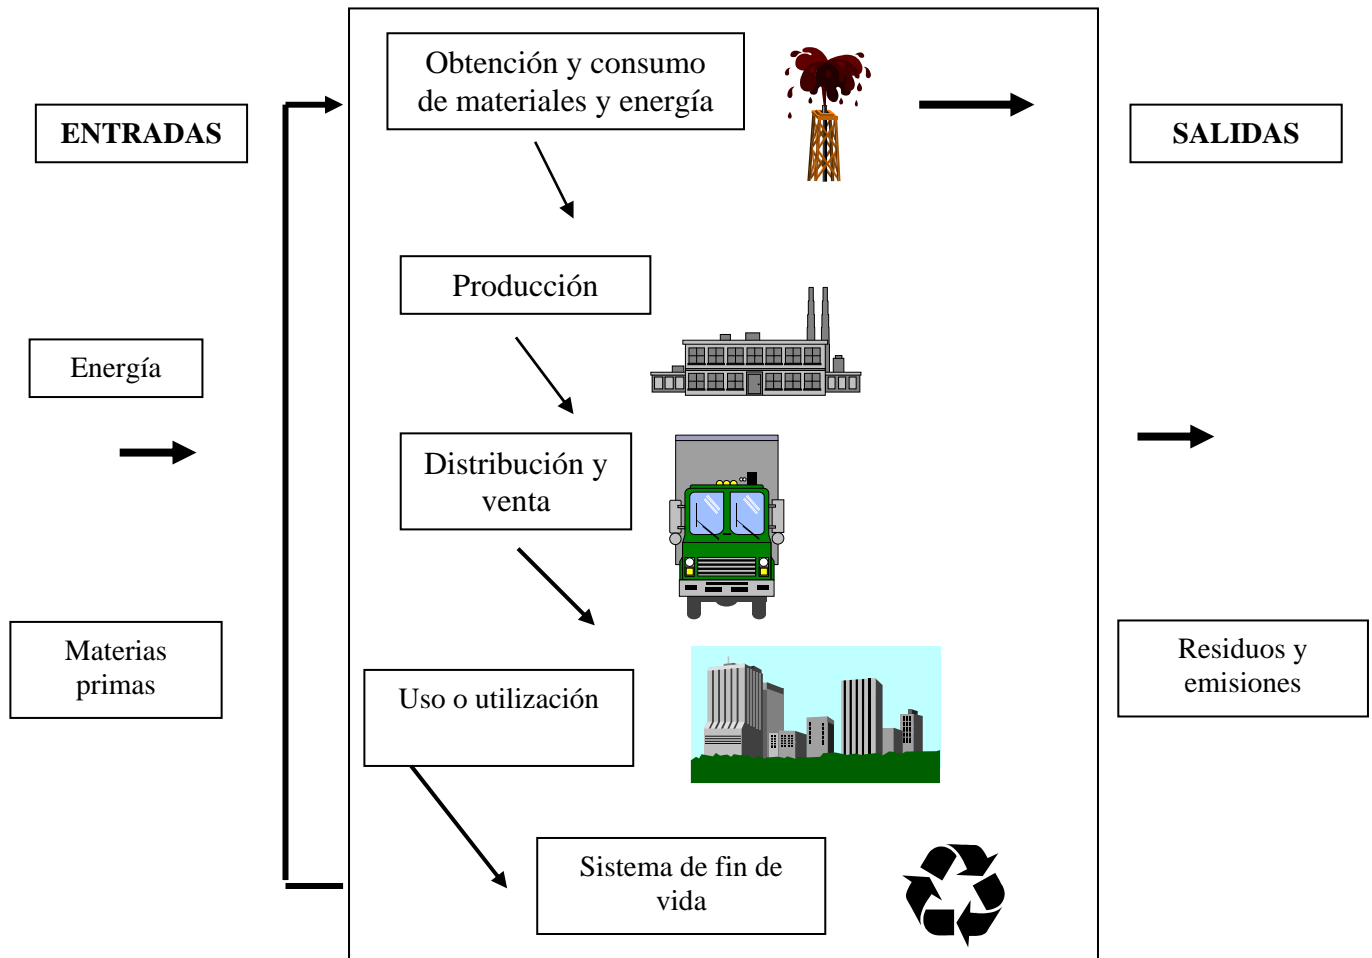 Obtención y consumo
de materiales y energía
ENTRADAS
SALIDAS
Producción
Energía
Distribución y
venta
Materias
primas
Uso o utilización
Residuos y
emisiones
Sistema de fin de
vida